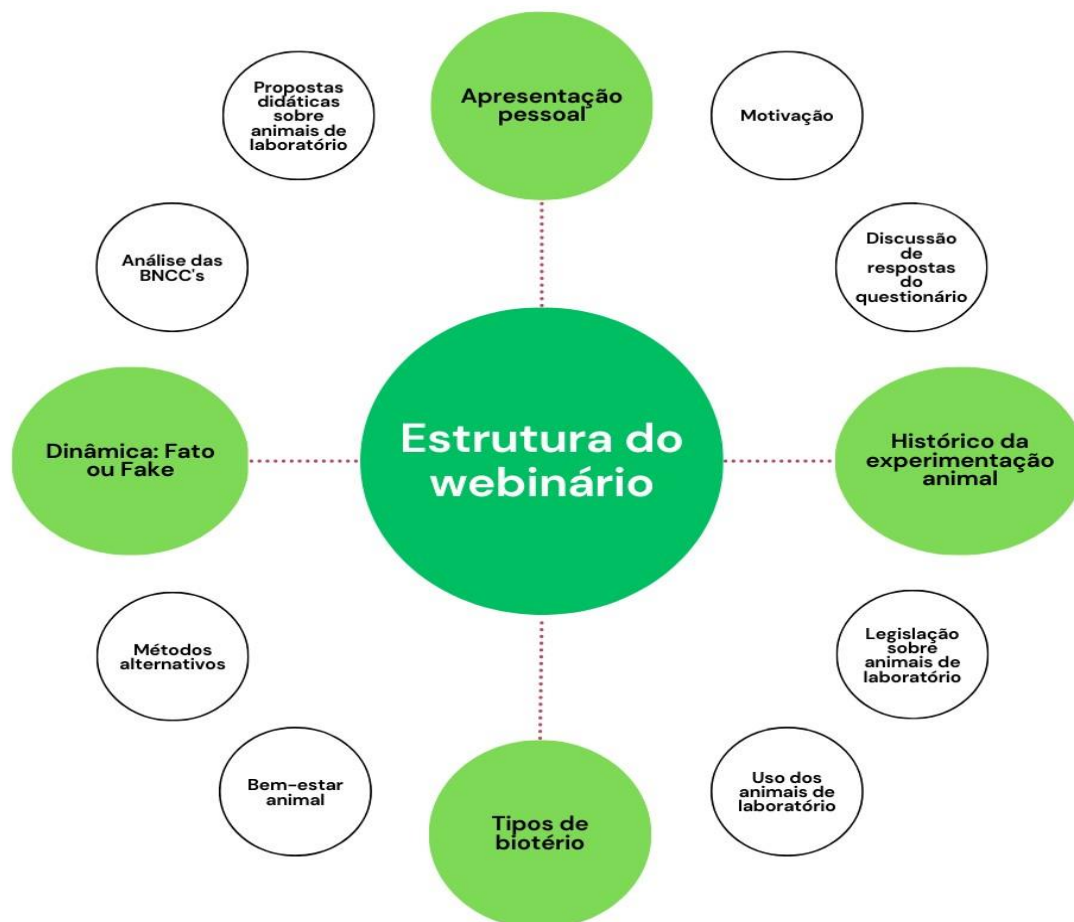 Estrutura do
webinário
Apresentação
pessoal
Motivação
Discussão
de
respostas
do
questionário
Histórico da
experimentação
animal
Legislação
sobre
animais de
laboratório
Uso dos
animais de
laboratório
Tipos de
biotério
Bem-estar
animal
Métodos
alternativos
Dinâmica: Fato
ou Fake
Análise das
BNCC's
Propostas
didáticas
sobre
animais de
laboratório